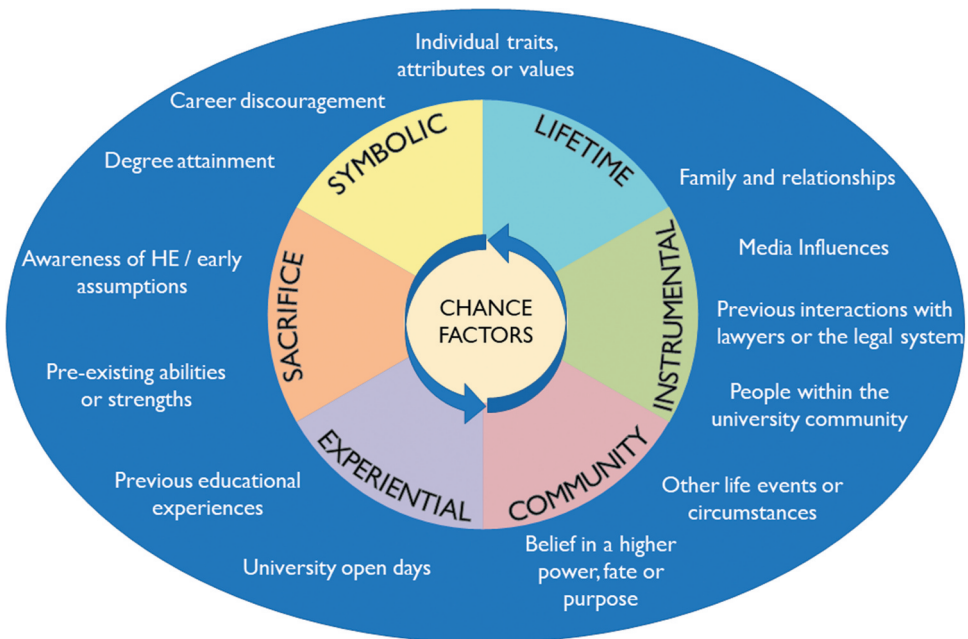 Individual traits,
attributes or values
Career discouragement
Degree attainment
Awareness of HE / early
assumptions
Pre-existing abilities
or strengths
Previous educational
experiences
University open days
Family and relationships
Media Influences
Previous interactions with
lawyers or the legal system
People within the
university community
Other life events or
circumstances
Belief in a higher
power, fate or
purpose
SYMBOLIC
LIFETIME
INSTRUMENTAL
COMMUNITY
EXPERIENTIAL
SACRIFICE
CHANCE
FACTORS